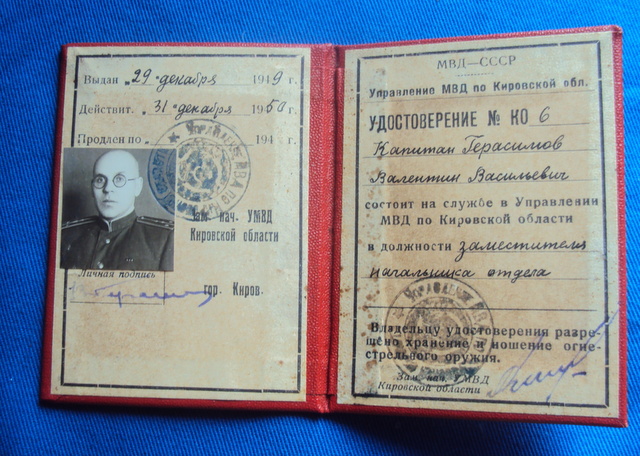 Выдан „29 декабря 1949 г.
Действит. „31 декабря 1950 г.
Продлен по „ 194 г.
Зам. нач. УМВД
Кировской области
Личная подпись
гор. Киров.
МВД—СССР
Управление МВД по Кировской обл.
УДОСТОВЕРЕНИЕ № КО 6
Капитан Герасимов
Валентин Васильевич
состоит на службе в Управлении
МВД по Кировской области
в должности заместителя
начальника отдела
Владельцу удостоверения разре-
шено хранение и ношение огне-
стрельного оружия.
Зам. нач. УМВД
Кировской области